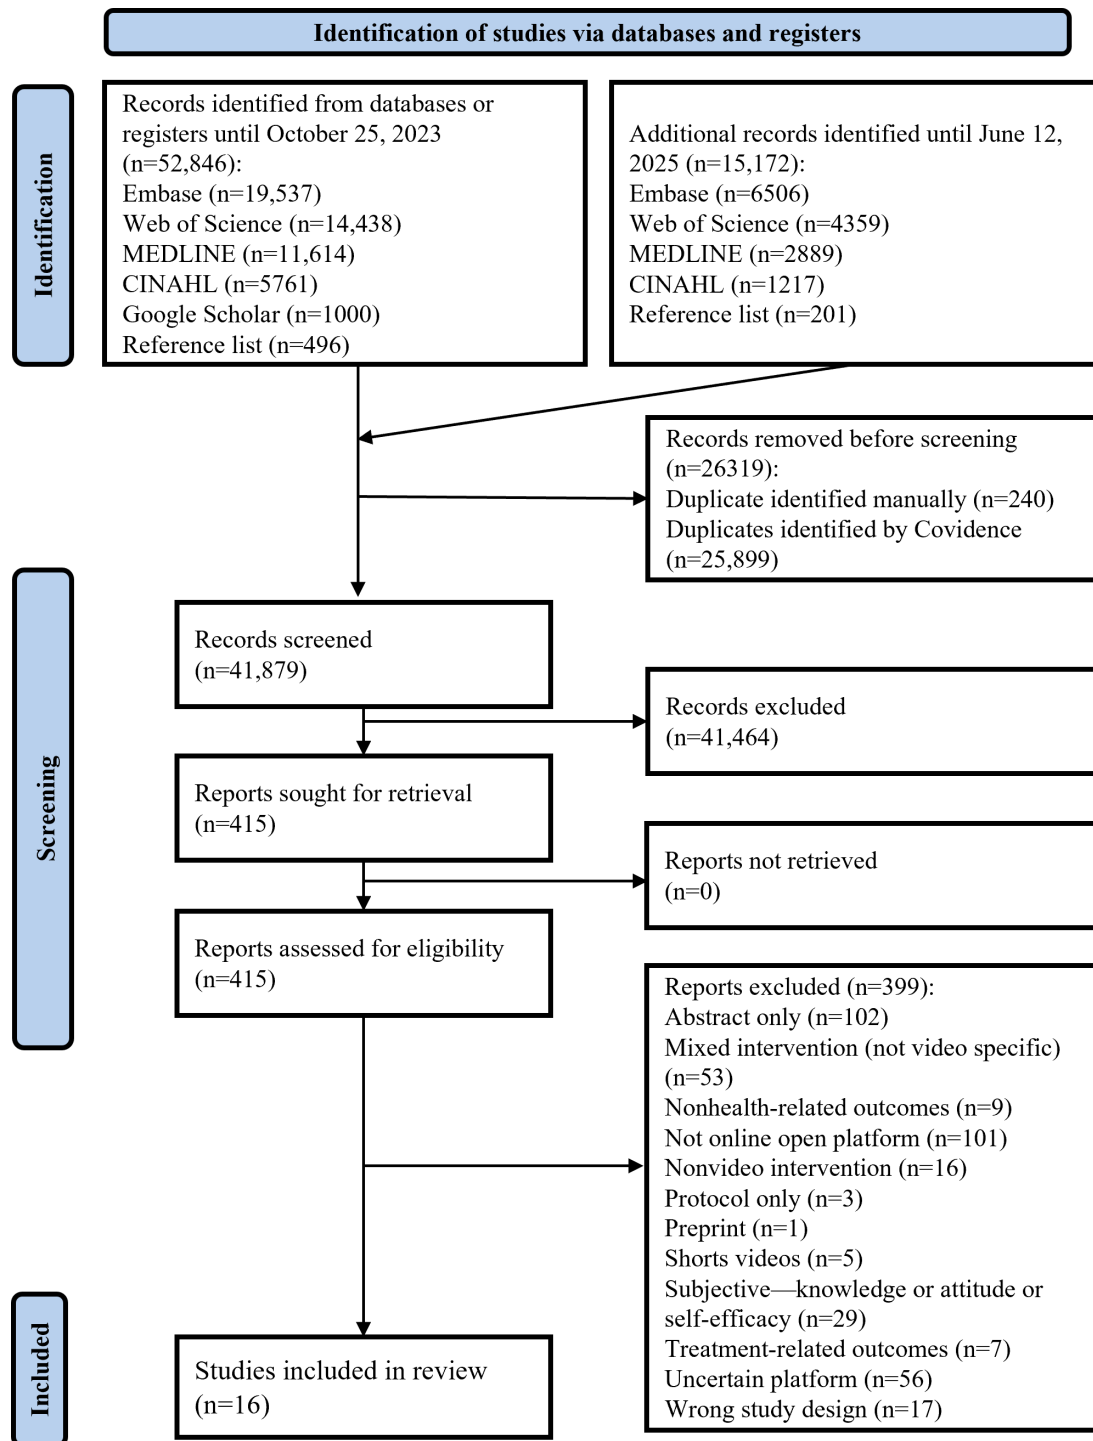 Identification of studies via databases and registers
Identification
Records identified from databases or
registers until October 25, 2023
(n=52,846):
Embase (n=19,537)
Web of Science (n=14,438)
MEDLINE (n=11,614)
CINAHL (n=5761)
Google Scholar (n=1000)
Reference list (n=496)
Additional records identified until June 12,
2025 (n=15,172):
Embase (n=6506)
Web of Science (n=4359)
MEDLINE (n=2889)
CINAHL (n=1217)
Reference list (n=201)
Records removed before screening
(n=26319):
Duplicate identified manually (n=240)
Duplicates identified by Covidence
(n=25,899)
Screening
Records screened
(n=41,879)
Records excluded
(n=41,464)
Reports sought for retrieval
(n=415)
Reports not retrieved
(n=0)
Reports assessed for eligibility
(n=415)
Reports excluded (n=399):
Abstract only (n=102)
Mixed intervention (not video specific)
(n=53)
Nonhealth-related outcomes (n=9)
Not online open platform (n=101)
Nonvideo intervention (n=16)
Protocol only (n=3)
Preprint (n=1)
Shorts videos (n=5)
Subjective—knowledge or attitude or
self-efficacy (n=29)
Treatment-related outcomes (n=7)
Uncertain platform (n=56)
Wrong study design (n=17)
Included
Studies included in review
(n=16)